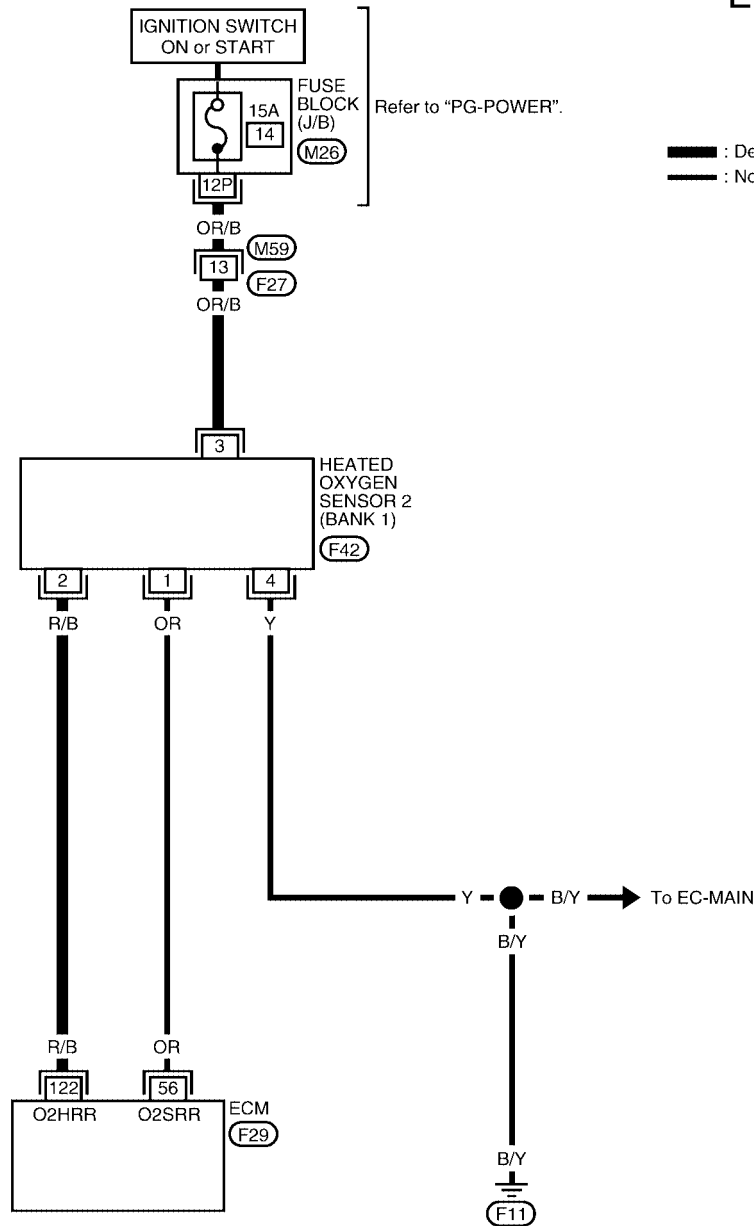 E
IGNITION SWITCH
ON or START
FUSE
BLOCK
(J/B)
Refer to “PG-POWER”.
15A
14
M26
: De
: No
12P
OR/B
M59
13
F27
OR/B
3
HEATED
OXYGEN
SENSOR 2
(BANK 1)
F42
2 1 4
R/B OR Y
Y B/Y To EC-MAIN
B/Y
R/B OR
122 56
O2HRR O2SRR ECM
F29
B/Y
F11